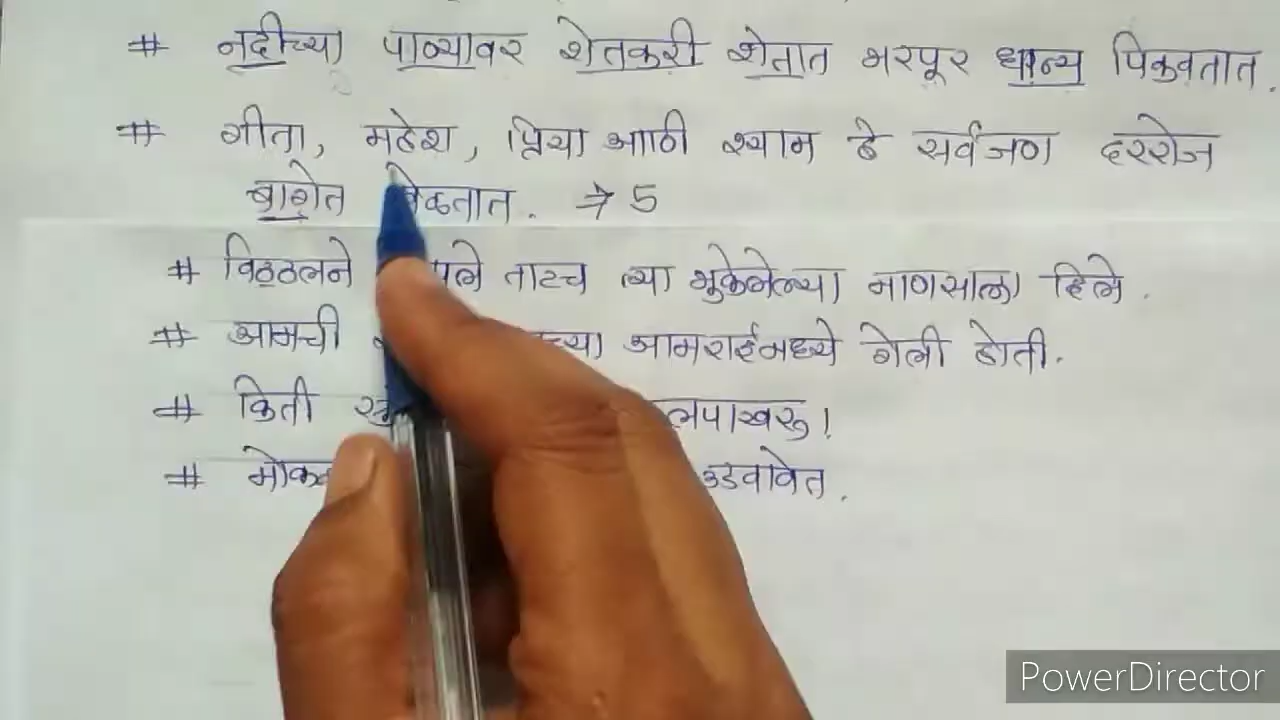 # नदीच्या पाण्यावर शेतकरी शेतात भरपूर धान्य पिकवतात.
# गीता, महेश, प्रिया आणी श्याम हे सर्वजण दररोज
बागेत खेळतात. ⇒ 5
# विठ्ठलने ताटच त्या भुकेलेल्या माणसाला दिले.
# आमची आमराईमध्ये गेली होती.
# किती
# उडवावेत.
PowerDirector